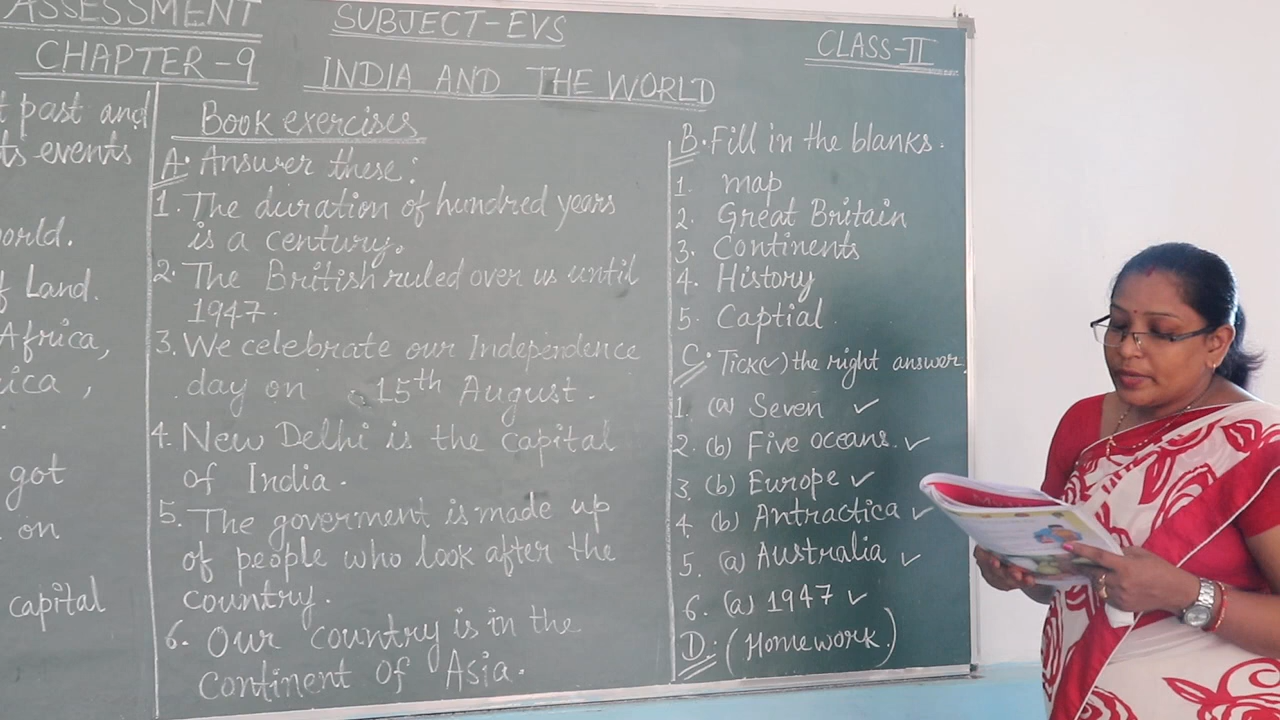 ASSESSMENT
SUBJECT-EVS
CLASS-II
CHAPTER-9
INDIA AND THE WORLD
past and
events
Land.
Africa,
got
on
capital
Book exercises
A. Answer these:
1. The duration of hundred years
is a century.
2. The British ruled over us until
1947.
3. We celebrate our Independence
day on 15th August.
4. New Delhi is the capital
of India.
5. The goverment is made up
of people who look after the
country.
6. Our country is in the
continent of Asia.
B. Fill in the blanks.
1. map
2. Great Britain
3. Continents
4. History
5. Captial
C. Tick(✓) the right answer.
1. (a) Seven ✓
2. (b) Five oceans. ✓
3. (b) Europe ✓
4. (b) Antractica ✓
5. (a) Australia ✓
6. (a) 1947 ✓
D. (Homework.)